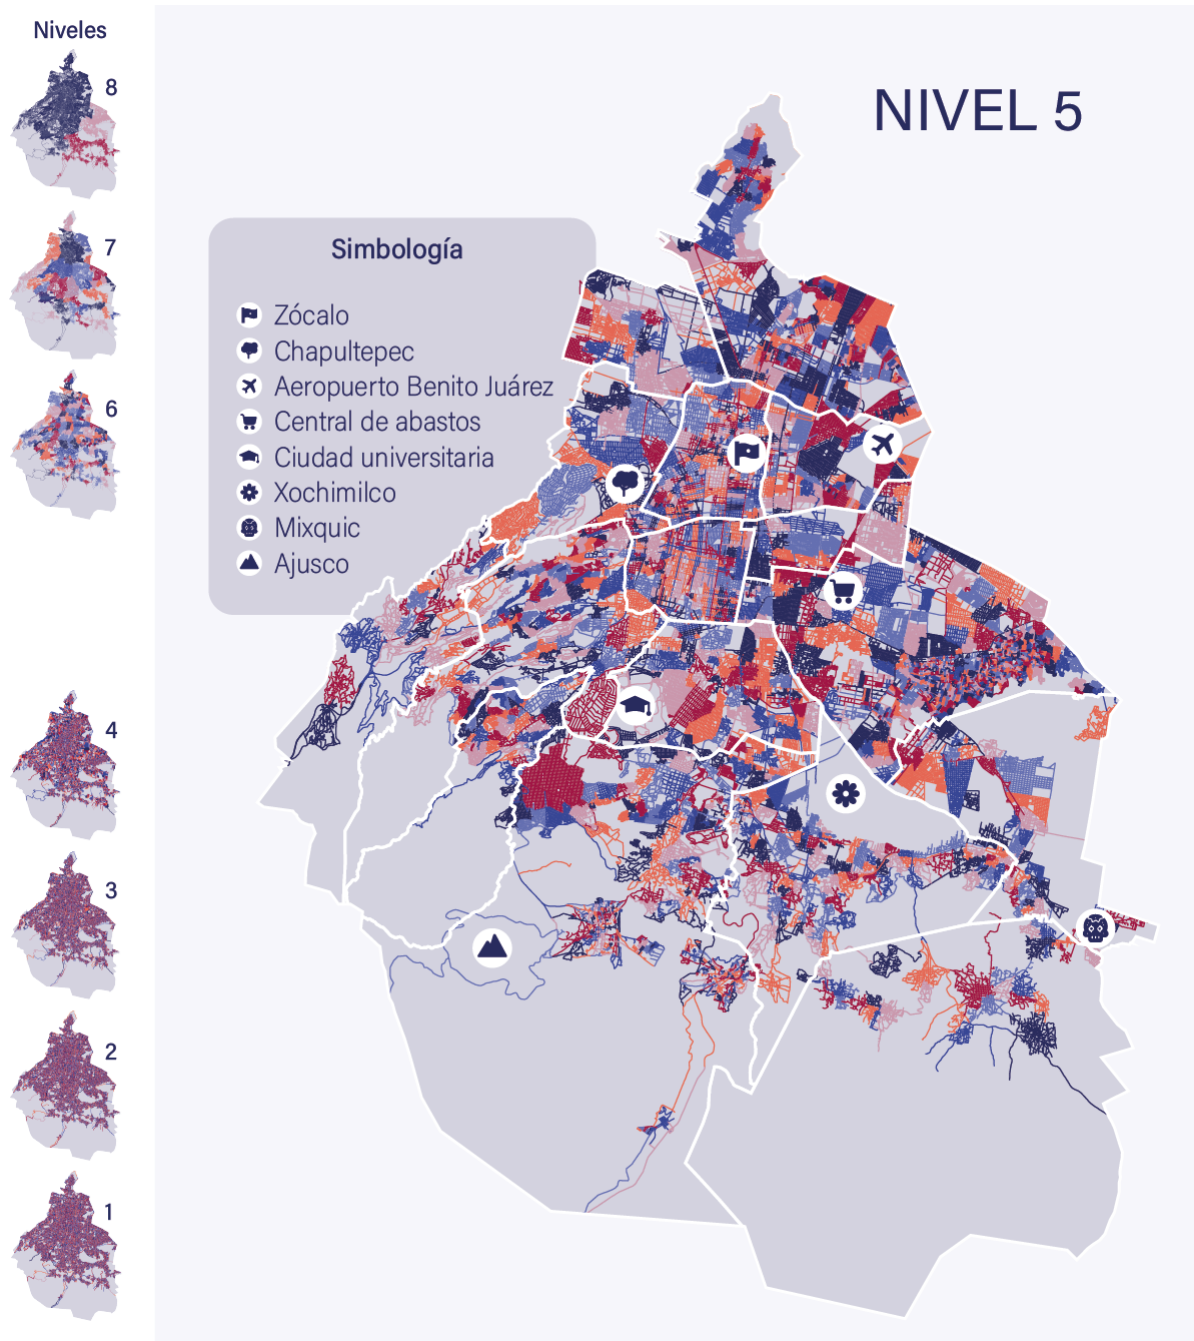 Niveles
8
7
6
4
3
2
1
NIVEL 5
Simbología
Zócalo
Chapultepec
Aeropuerto Benito Juárez
Central de abastos
Ciudad universitaria
Xochimilco
Mixquic
Ajusco